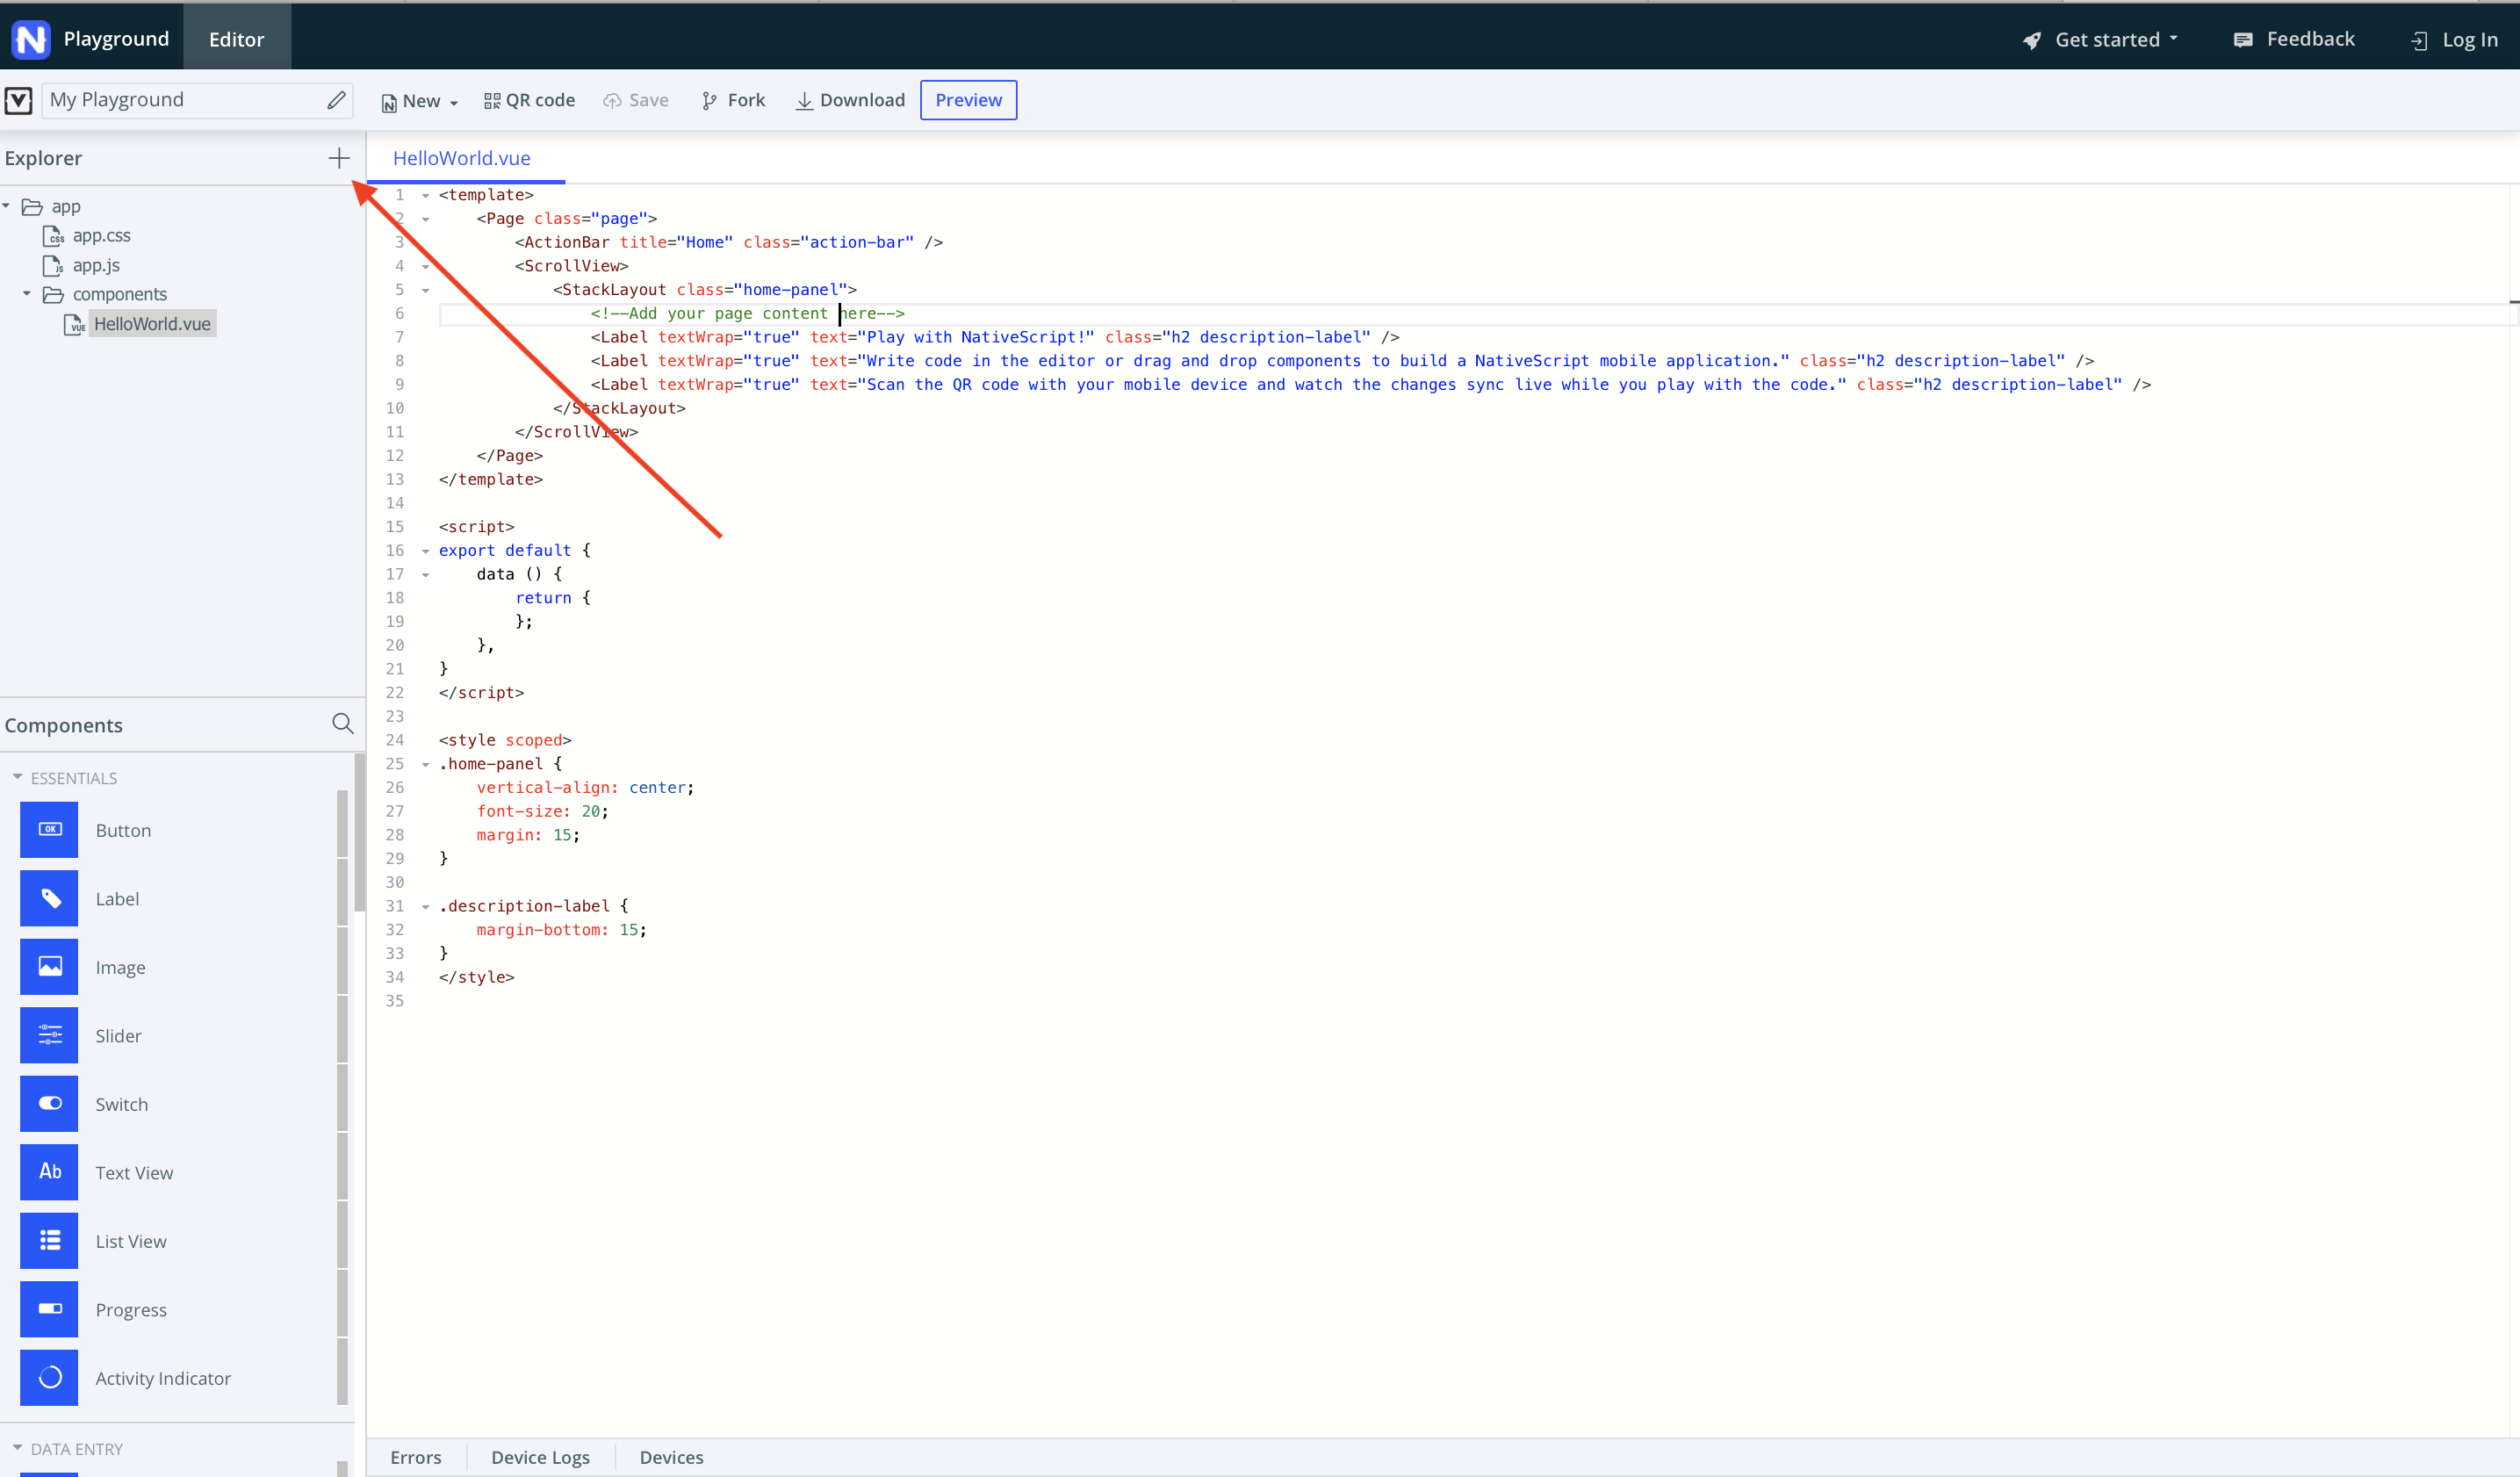 Playground
Editor
Get started
Feedback
Log In
My Playground
New
QR code
Save
Fork
Download
Preview
Explorer
app
app.css
app.js
components
HelloWorld.vue
HelloWorld.vue
1 <template>
2 <Page class="page">
3 <ActionBar title="Home" class="action-bar" />
4 <ScrollView>
5 <StackLayout class="home-panel">
6 <!--Add your page content here-->
7 <Label textWrap="true" text="Play with NativeScript!" class="h2 description-label" />
8 <Label textWrap="true" text="Write code in the editor or drag and drop components to build a NativeScript mobile application." class="h2 description-label" />
9 <Label textWrap="true" text="Scan the QR code with your mobile device and watch the changes sync live while you play with the code." class="h2 description-label" />
10 </StackLayout>
11 </ScrollView>
12 </Page>
13 </template>
14
15 <script>
16 export default {
17 data () {
18 return {
19 };
20 },
21 }
22 </script>
23
24 <style scoped>
25 .home-panel {
26 vertical-align: center;
27 font-size: 20;
28 margin: 15;
29 }
30
31 .description-label {
32 margin-bottom: 15;
33 }
34 </style>
35
Components
ESSENTIALS
OK Button
Label
Image
Slider
Switch
Ab Text View
List View
Progress
Activity Indicator
DATA ENTRY
Errors
Device Logs
Devices